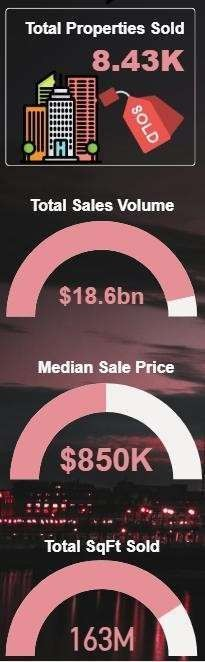 Total Properties Sold
8.43K
SOLD
H
Total Sales Volume
$18.6bn
Median Sale Price
$850K
Total SqFt Sold
163M